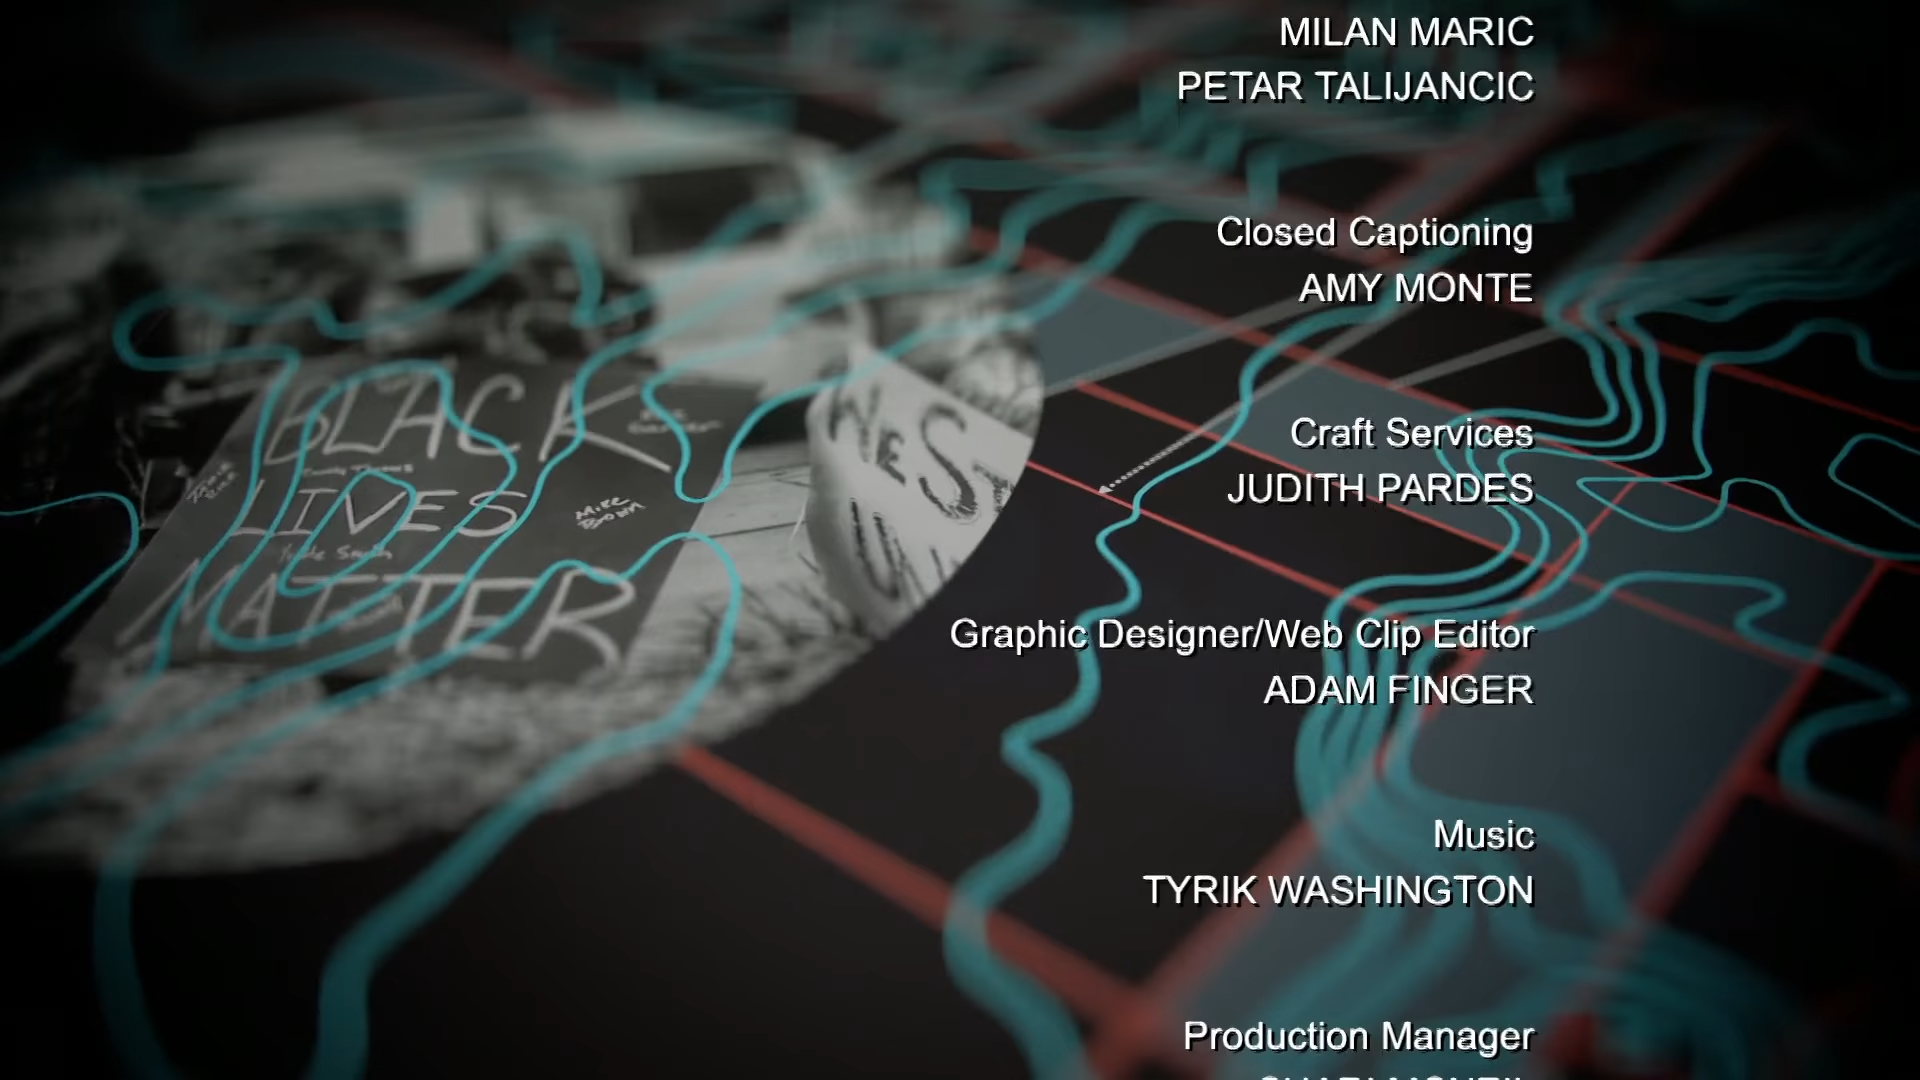 MILAN MARIC
PETAR TALIJANCIC
Closed Captioning
AMY MONTE
Craft Services
JUDITH PARDES
Graphic Designer/Web Clip Editor
ADAM FINGER
Music
TYRIK WASHINGTON
Production Manager
BLACK
LIVES
MATTER